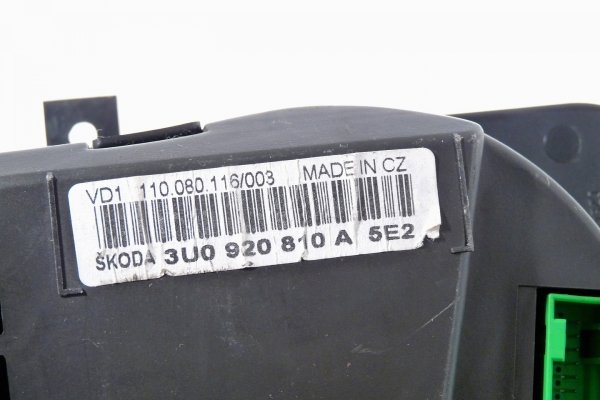 VD1 110.080.116/003 MADE IN CZ
ŠKODA 3U0 920 810 A 5E2